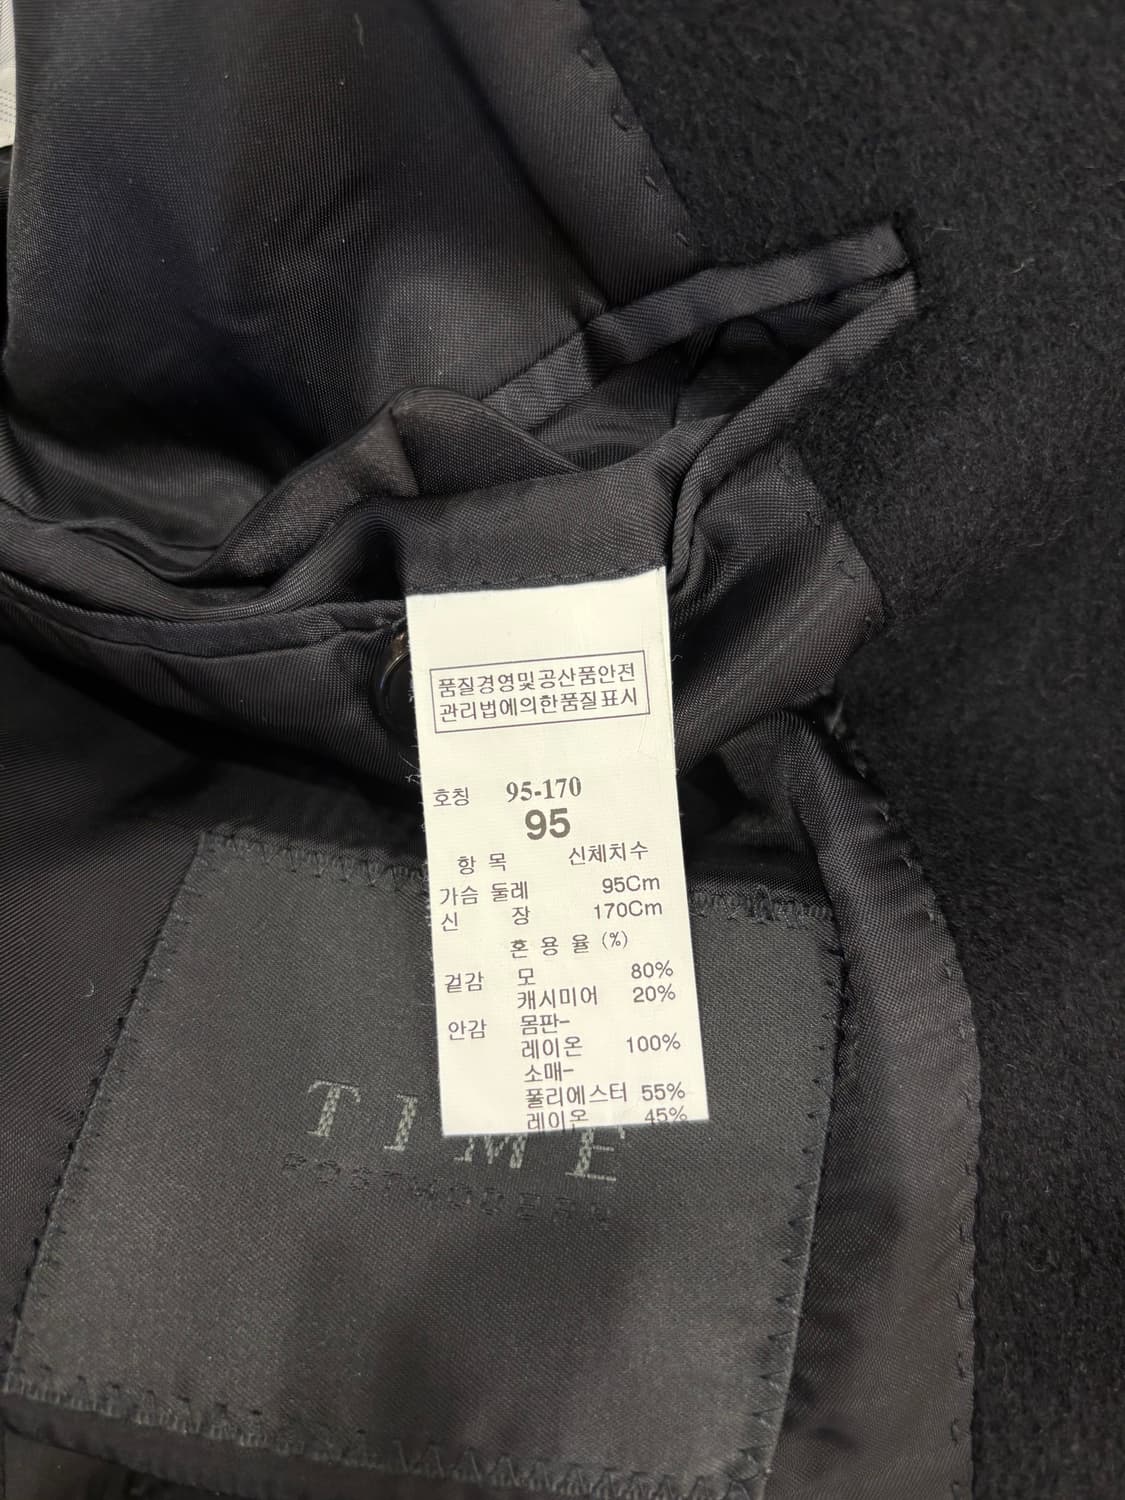 품질경영및공산품안전
관리법에의한품질표시
호칭 95-170
95
항 목 신체치수
가슴 둘레 95Cm
신 장 170Cm
혼 용 율 (%)
겉감 모 80%
캐시미어 20%
안감 몸판-
레이온 100%
소매-
폴리에스터 55%
레이온 45%
TIME
POSTMODERN